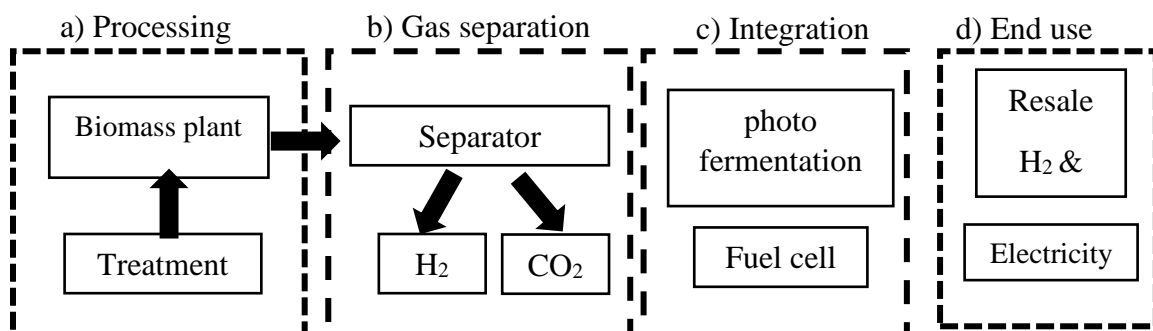 a) Processing
Biomass plant
Treatment
b) Gas separation
Separator
H₂
CO₂
c) Integration
photo
fermentation
Fuel cell
d) End use
Resale
H₂ &
Electricity